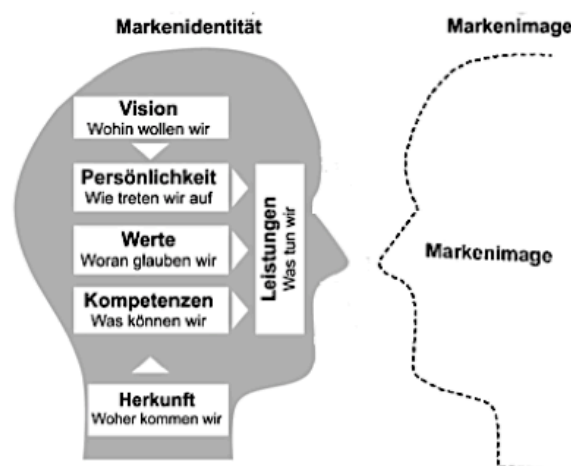 Markenidentität
Markenimage
Vision
Wohin wollen wir
Persönlichkeit
Wie treten wir auf
Werte
Woran glauben wir
Kompetenzen
Was können wir
Leistungen
Was tun wir
Herkunft
Woher kommen wir
Markenimage